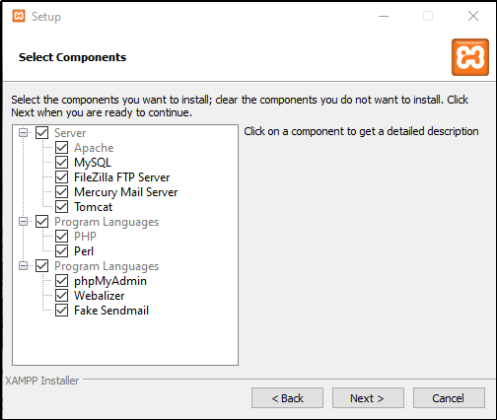 Setup
Select Components
Select the components you want to install; clear the components you do not want to install. Click
Next when you are ready to continue.
Server
Apache
MySQL
FileZilla FTP Server
Mercury Mail Server
Tomcat
Program Languages
PHP
Perl
Program Languages
phpMyAdmin
Webalizer
Fake Sendmail
Click on a component to get a detailed description
XAMPP Installer
< Back
Next >
Cancel